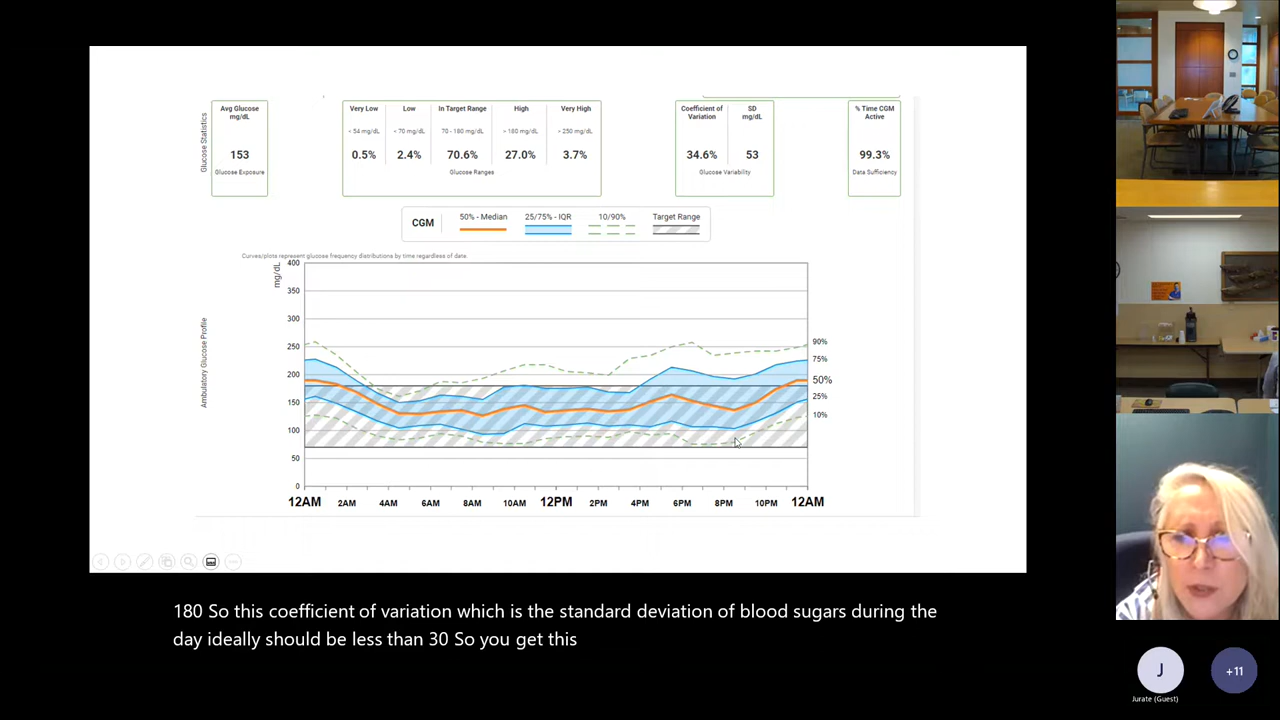 Glucose Statistics
Avg Glucose
mg/dL
153
Glucose Exposure
Very Low Low In Target Range High Very High
< 54 mg/dL < 70 mg/dL 70 - 180 mg/dL > 180 mg/dL > 250 mg/dL
0.5% 2.4% 70.6% 27.0% 3.7%
Glucose Ranges
Coefficient of Variation SD mg/dL
34.6% 53
Glucose Variability
% Time CGM
Active
99.3%
Data Sufficiency
CGM 50% - Median 25/75% - IQR 10/90% Target Range
Curves/plots represent glucose frequency distributions by time regardless of date
Ambulatory Glucose Profile
mg/dL
400
350
300
250
200
150
100
50
0
90%
75%
50%
25%
10%
12AM 2AM 4AM 6AM 8AM 10AM 12PM 2PM 4PM 6PM 8PM 10PM 12AM
180 So this coefficient of variation which is the standard deviation of blood sugars during the
day ideally should be less than 30 So you get this
J
Jurate (Guest)
+11